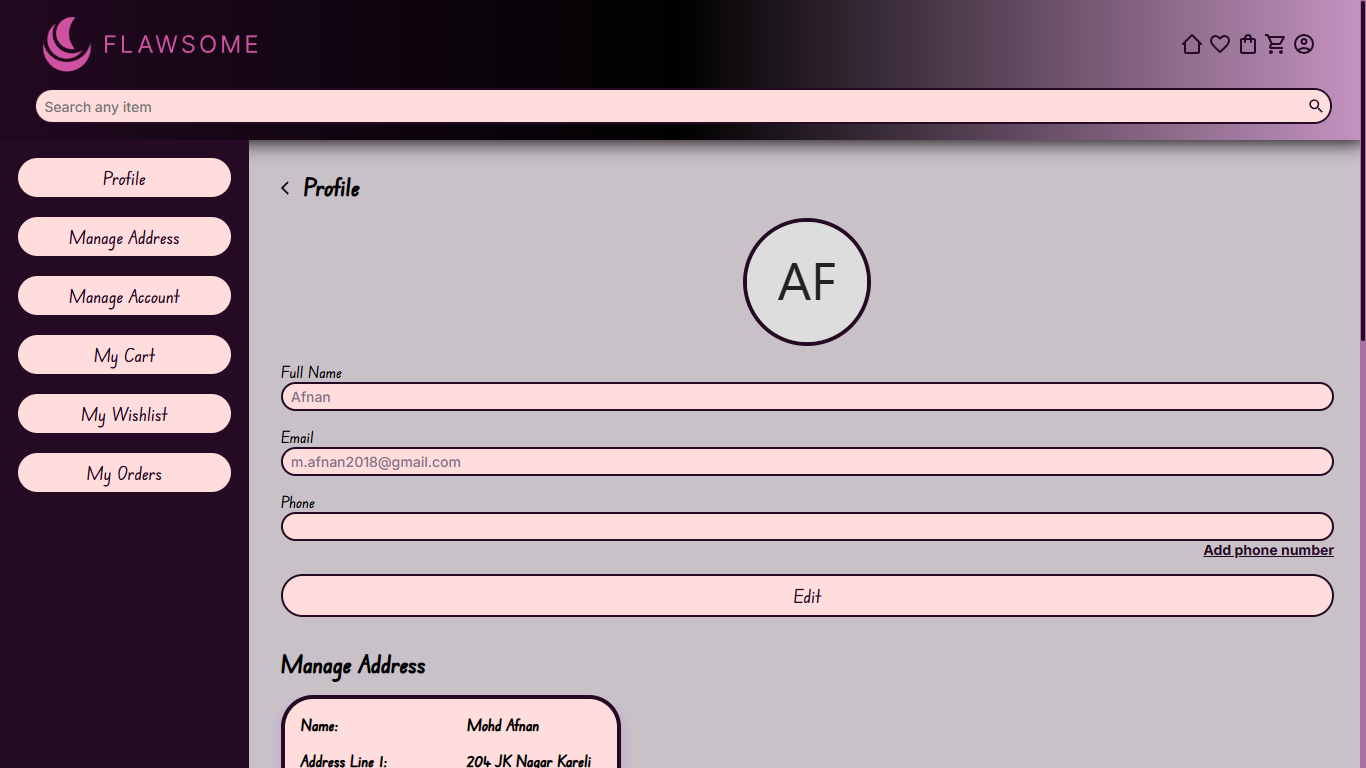 FLAWSOME
Search any item
Profile
Manage Address
Manage Account
My Cart
My Wishlist
My Orders
Profile
AF
Full Name
Afnan
Email
m.afnan2018@gmail.com
Phone
Add phone number
Edit
Manage Address
Name: Mohd Afnan
Address Line 1: 204 JK Nagar Kareli